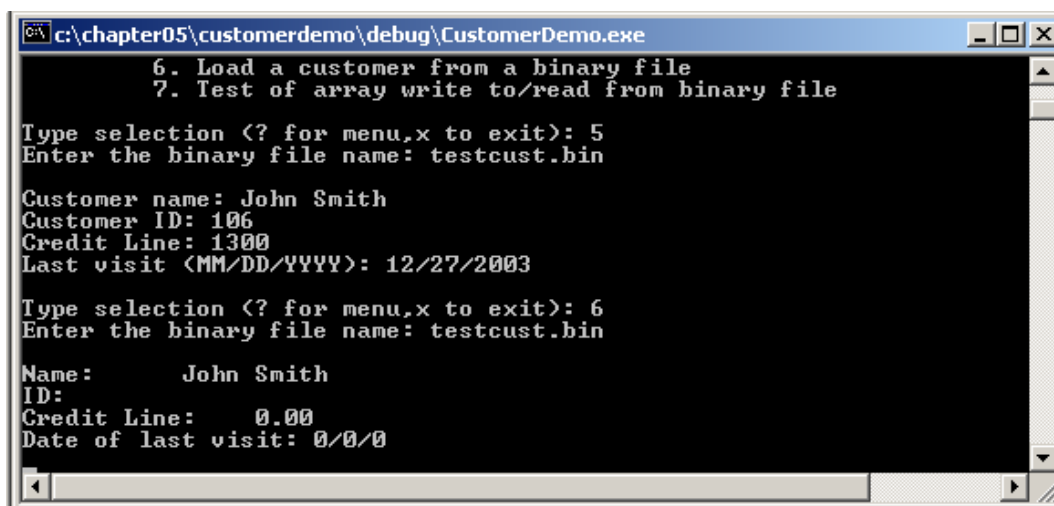 c:\chapter05\customerdemo\debug\CustomerDemo.exe
6. Load a customer from a binary file
7. Test of array write to/read from binary file
Type selection (? for menu,x to exit): 5
Enter the binary file name: testcust.bin
Customer name: John Smith
Customer ID: 106
Credit Line: 1300
Last visit (MM/DD/YYYY): 12/27/2003
Type selection (? for menu,x to exit): 6
Enter the binary file name: testcust.bin
Name: John Smith
ID:
Credit Line: 0.00
Date of last visit: 0/0/0